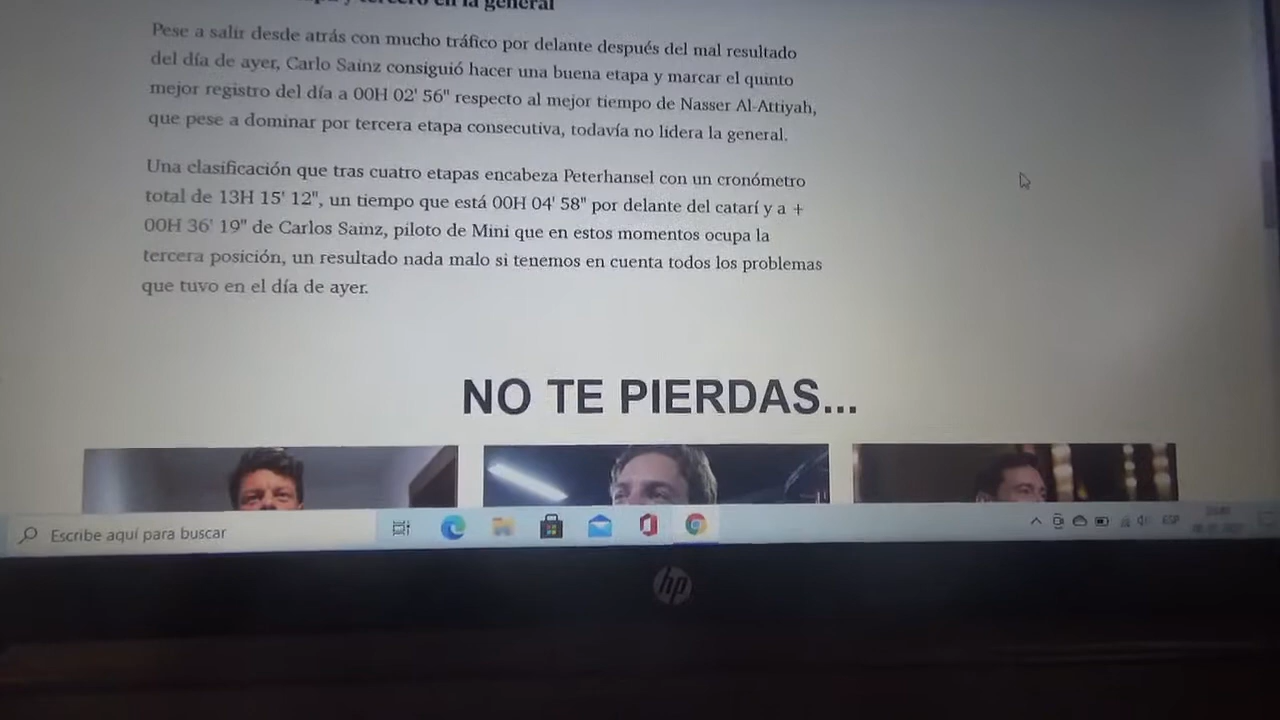 y tercero en la general
Pese a salir desde atrás con mucho tráfico por delante después del mal resultado
del día de ayer, Carlo Sainz consiguió hacer una buena etapa y marcar el quinto
mejor registro del día a 00H 02' 56" respecto al mejor tiempo de Nasser Al-Attiyah,
que pese a dominar por tercera etapa consecutiva, todavía no lidera la general.
Una clasificación que tras cuatro etapas encabeza Peterhansel con un cronómetro
total de 13H 15' 12", un tiempo que está 00H 04' 58" por delante del catarí y a +
00H 36' 19" de Carlos Sainz, piloto de Mini que en estos momentos ocupa la
tercera posición, un resultado nada malo si tenemos en cuenta todos los problemas
que tuvo en el día de ayer.
NO TE PIERDAS...
Escribe aquí para buscar
ESP
hp